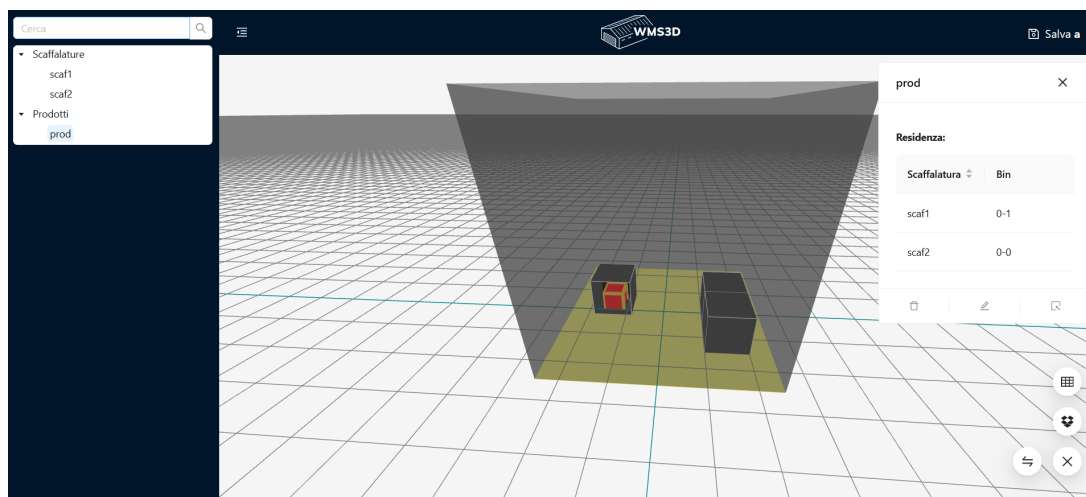 Cerca
WMS3D
Salva a
Scaffalature
scaf1
scaf2
Prodotti
prod
prod
Residenza:
Scaffalatura Bin
scaf1 0-1
scaf2 0-0